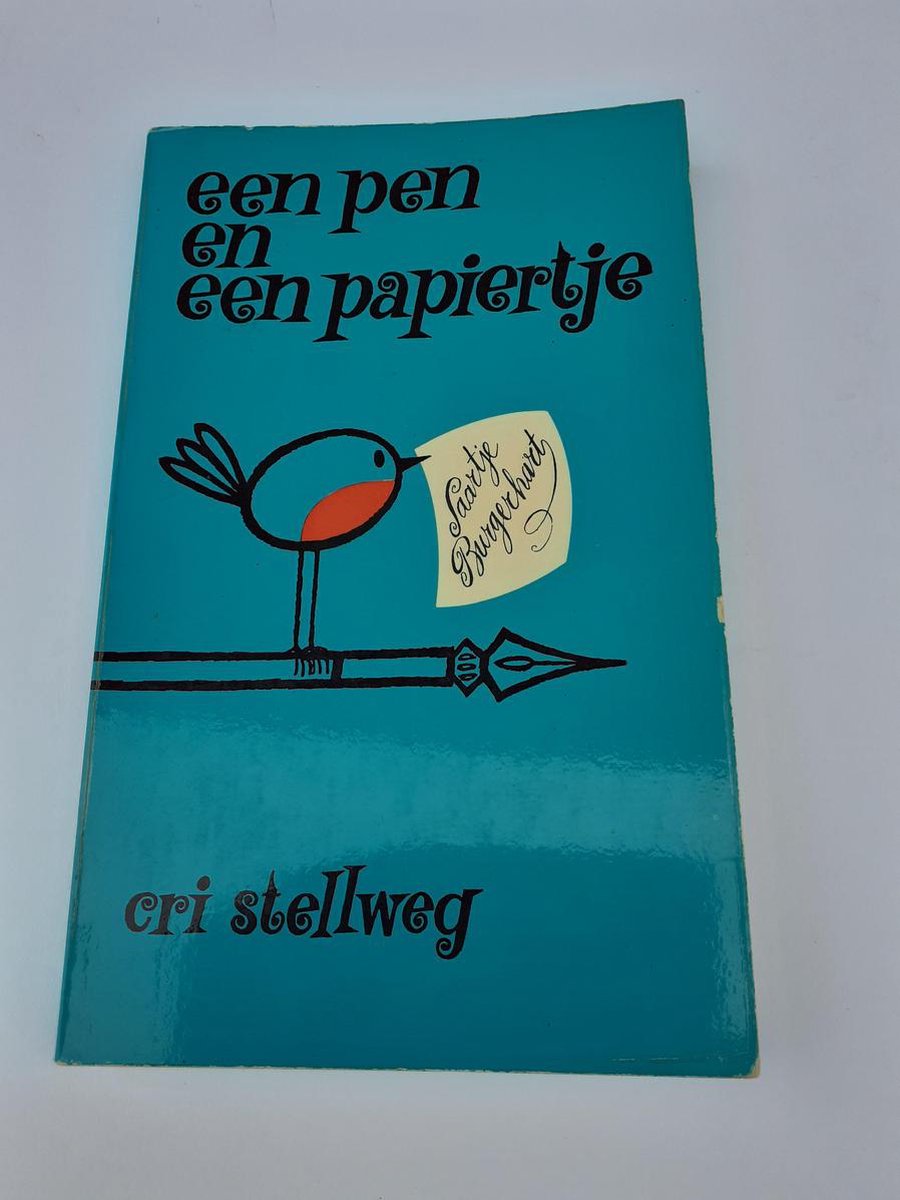 een pen
en
een papiertje
Saartje
Burgerhart
cri stellweg